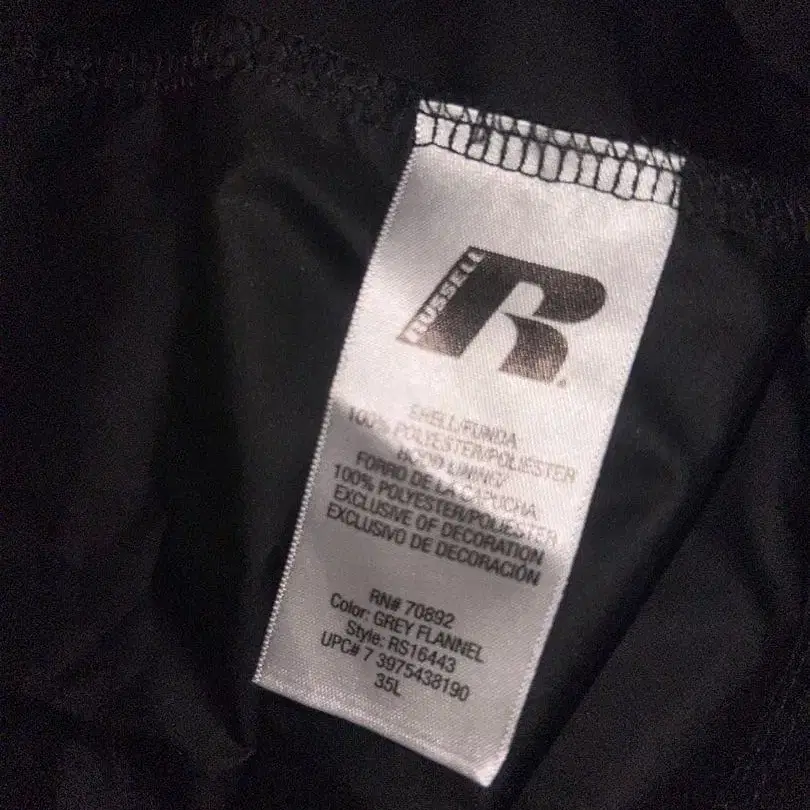 RUSSELL
R
SHELL/FUNDA
100% POLYESTER/POLIESTER
HOOD LINING/
FORRO DE LA CAPUCHA
100% POLYESTER/POLIESTER
EXCLUSIVE OF DECORATION
EXCLUSIVO DE DECORACIÓN
RN# 70892
Color: GREY FLANNEL
Style: RS16443
UPC# 7 3975438190
35L